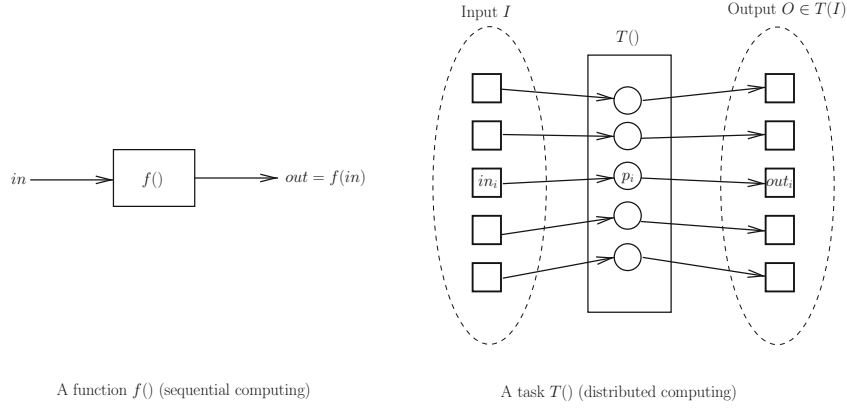 Input I
Output O ∈ T(I)
T()
in
f()
out = f(in)
in_i
p_i
out_i
A function f() (sequential computing)
A task T() (distributed computing)